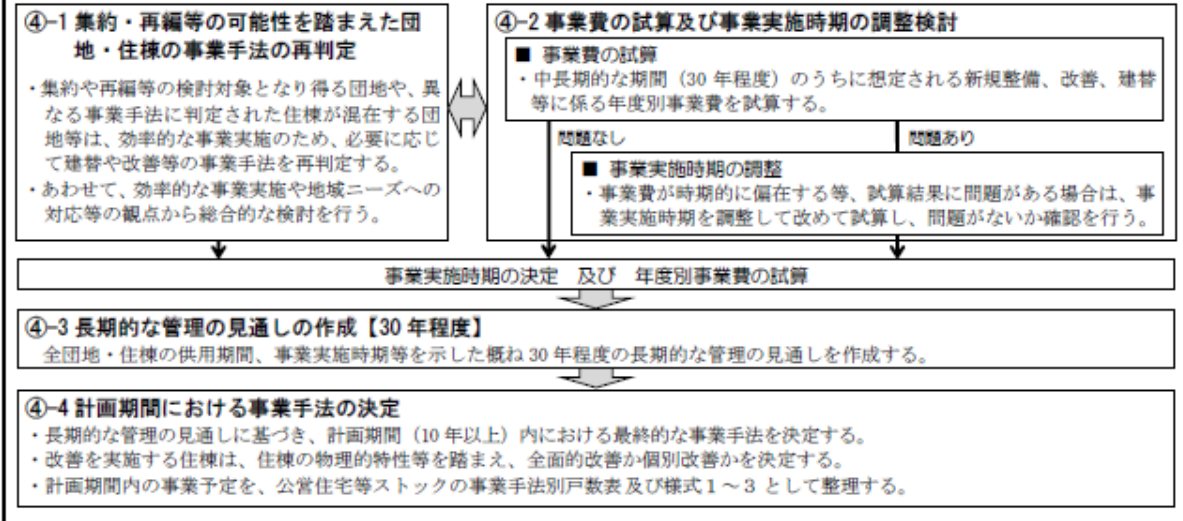 ④-1 集約・再編等の可能性を踏まえた団
地・住棟の事業手法の再判定
・集約や再編等の検討対象となり得る団地や、異
なる事業手法に判定された住棟が混在する団
地等は、効率的な事業実施のため、必要に応じ
て建替や改善等の事業手法を再判定する。
・あわせて、効率的な事業実施や地域ニーズへの
対応等の観点から総合的な検討を行う。
④-2 事業費の試算及び事業実施時期の調整検討
■ 事業費の試算
・中長期的な期間（30 年程度）のうちに想定される新規整備、改善、建替
等に係る年度別事業費を試算する。
問題なし
問題あり
■ 事業実施時期の調整
・事業費が時期的に偏在する等、試算結果に問題がある場合は、事
業実施時期を調整して改めて試算し、問題がないか確認を行う。
事業実施時期の決定 及び 年度別事業費の試算
④-3 長期的な管理の見通しの作成【30 年程度】
全団地・住棟の供用期間、事業実施時期等を示した概ね 30 年程度の長期的な管理の見通しを作成する。
④-4 計画期間における事業手法の決定
・長期的な管理の見通しに基づき、計画期間（10 年以上）内における最終的な事業手法を決定する。
・改善を実施する住棟は、住棟の物理的特性等を踏まえ、全面的改善か個別改善かを決定する。
・計画期間内の事業予定を、公営住宅等ストックの事業手法別戸数表及び様式１～３として整理する。